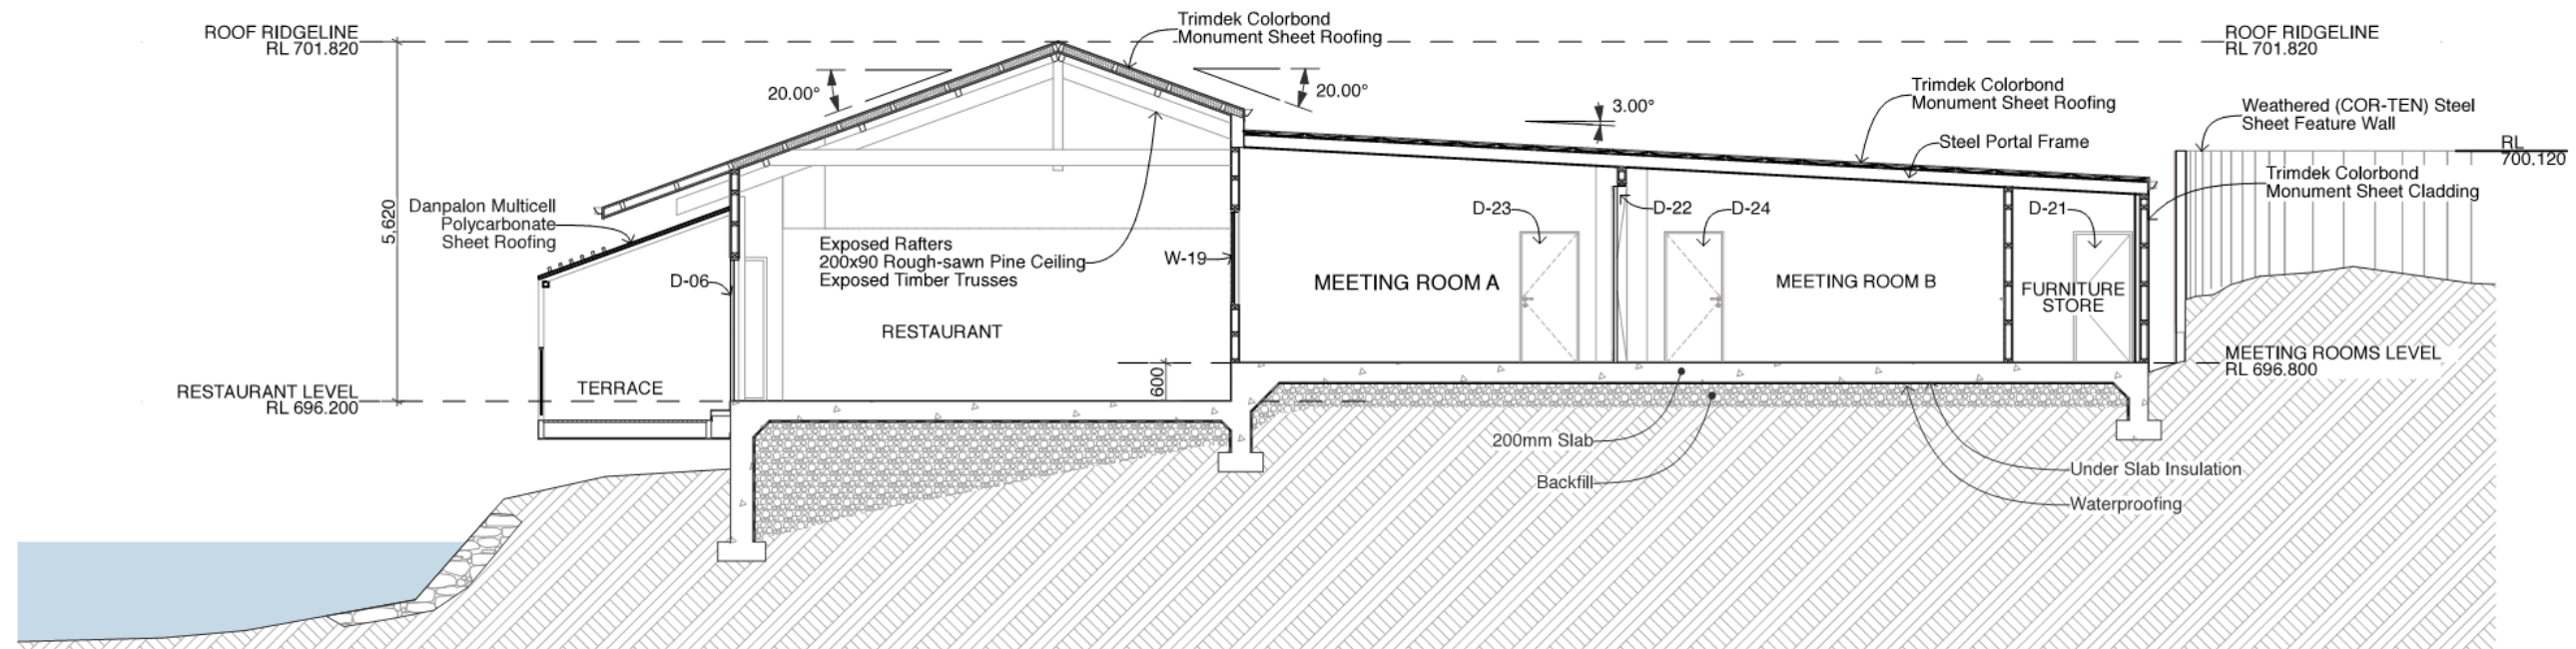 ROOF RIDGELINE
RL 701.820
Trimdek Colorbond
Monument Sheet Roofing
ROOF RIDGELINE
RL 701.820
20.00°
20.00°
3.00°
Trimdek Colorbond
Monument Sheet Roofing
Weathered (COR-TEN) Steel
Sheet Feature Wall
Steel Portal Frame
RL
700.120
Trimdek Colorbond
Monument Sheet Cladding
5,620
Danpalon Multicell
Polycarbonate
Sheet Roofing
D-23
D-22
D-24
D-21
Exposed Rafters
200x90 Rough-sawn Pine Ceiling
Exposed Timber Trusses
W-19
D-06
MEETING ROOM A
MEETING ROOM B
FURNITURE
STORE
RESTAURANT
TERRACE
600
MEETING ROOMS LEVEL
RL 696.800
RESTAURANT LEVEL
RL 696.200
200mm Slab
Backfill
Under Slab Insulation
Waterproofing